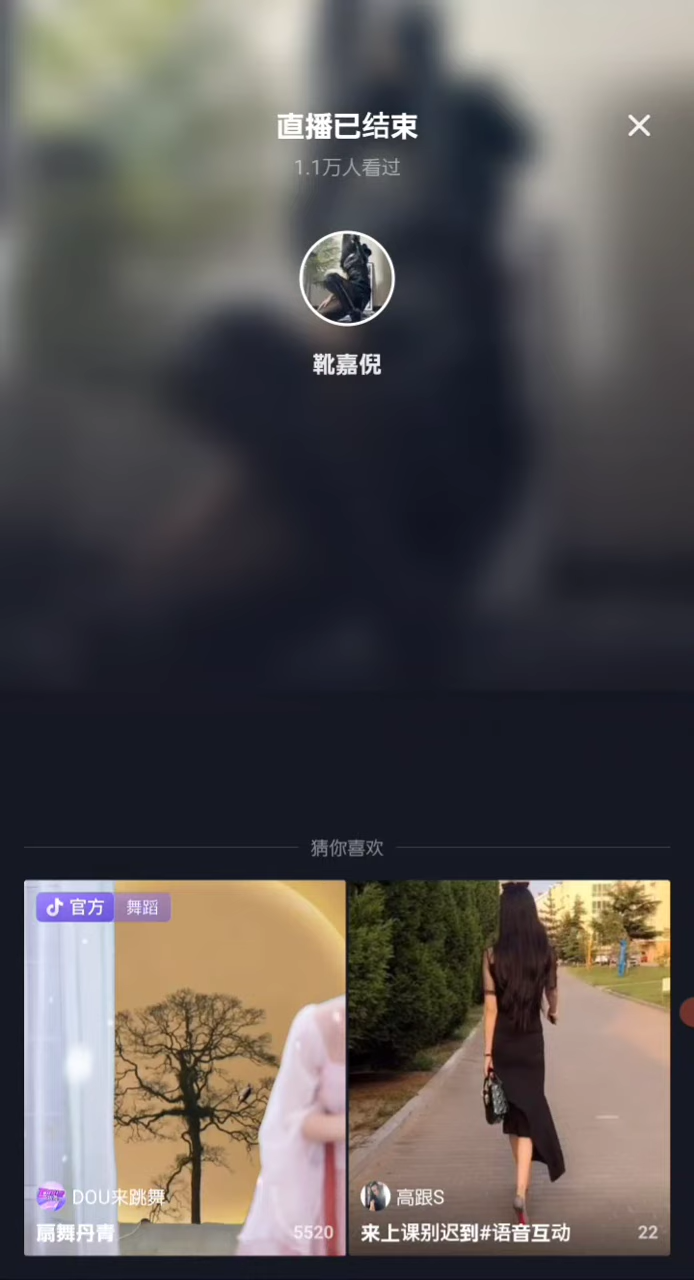 直播已结束
1.1万人看过
靴嘉倪
猜你喜欢
官方 舞蹈
DOU来跳舞
扇舞丹青 5520
高跟S
来上课别迟到#语音互动 22